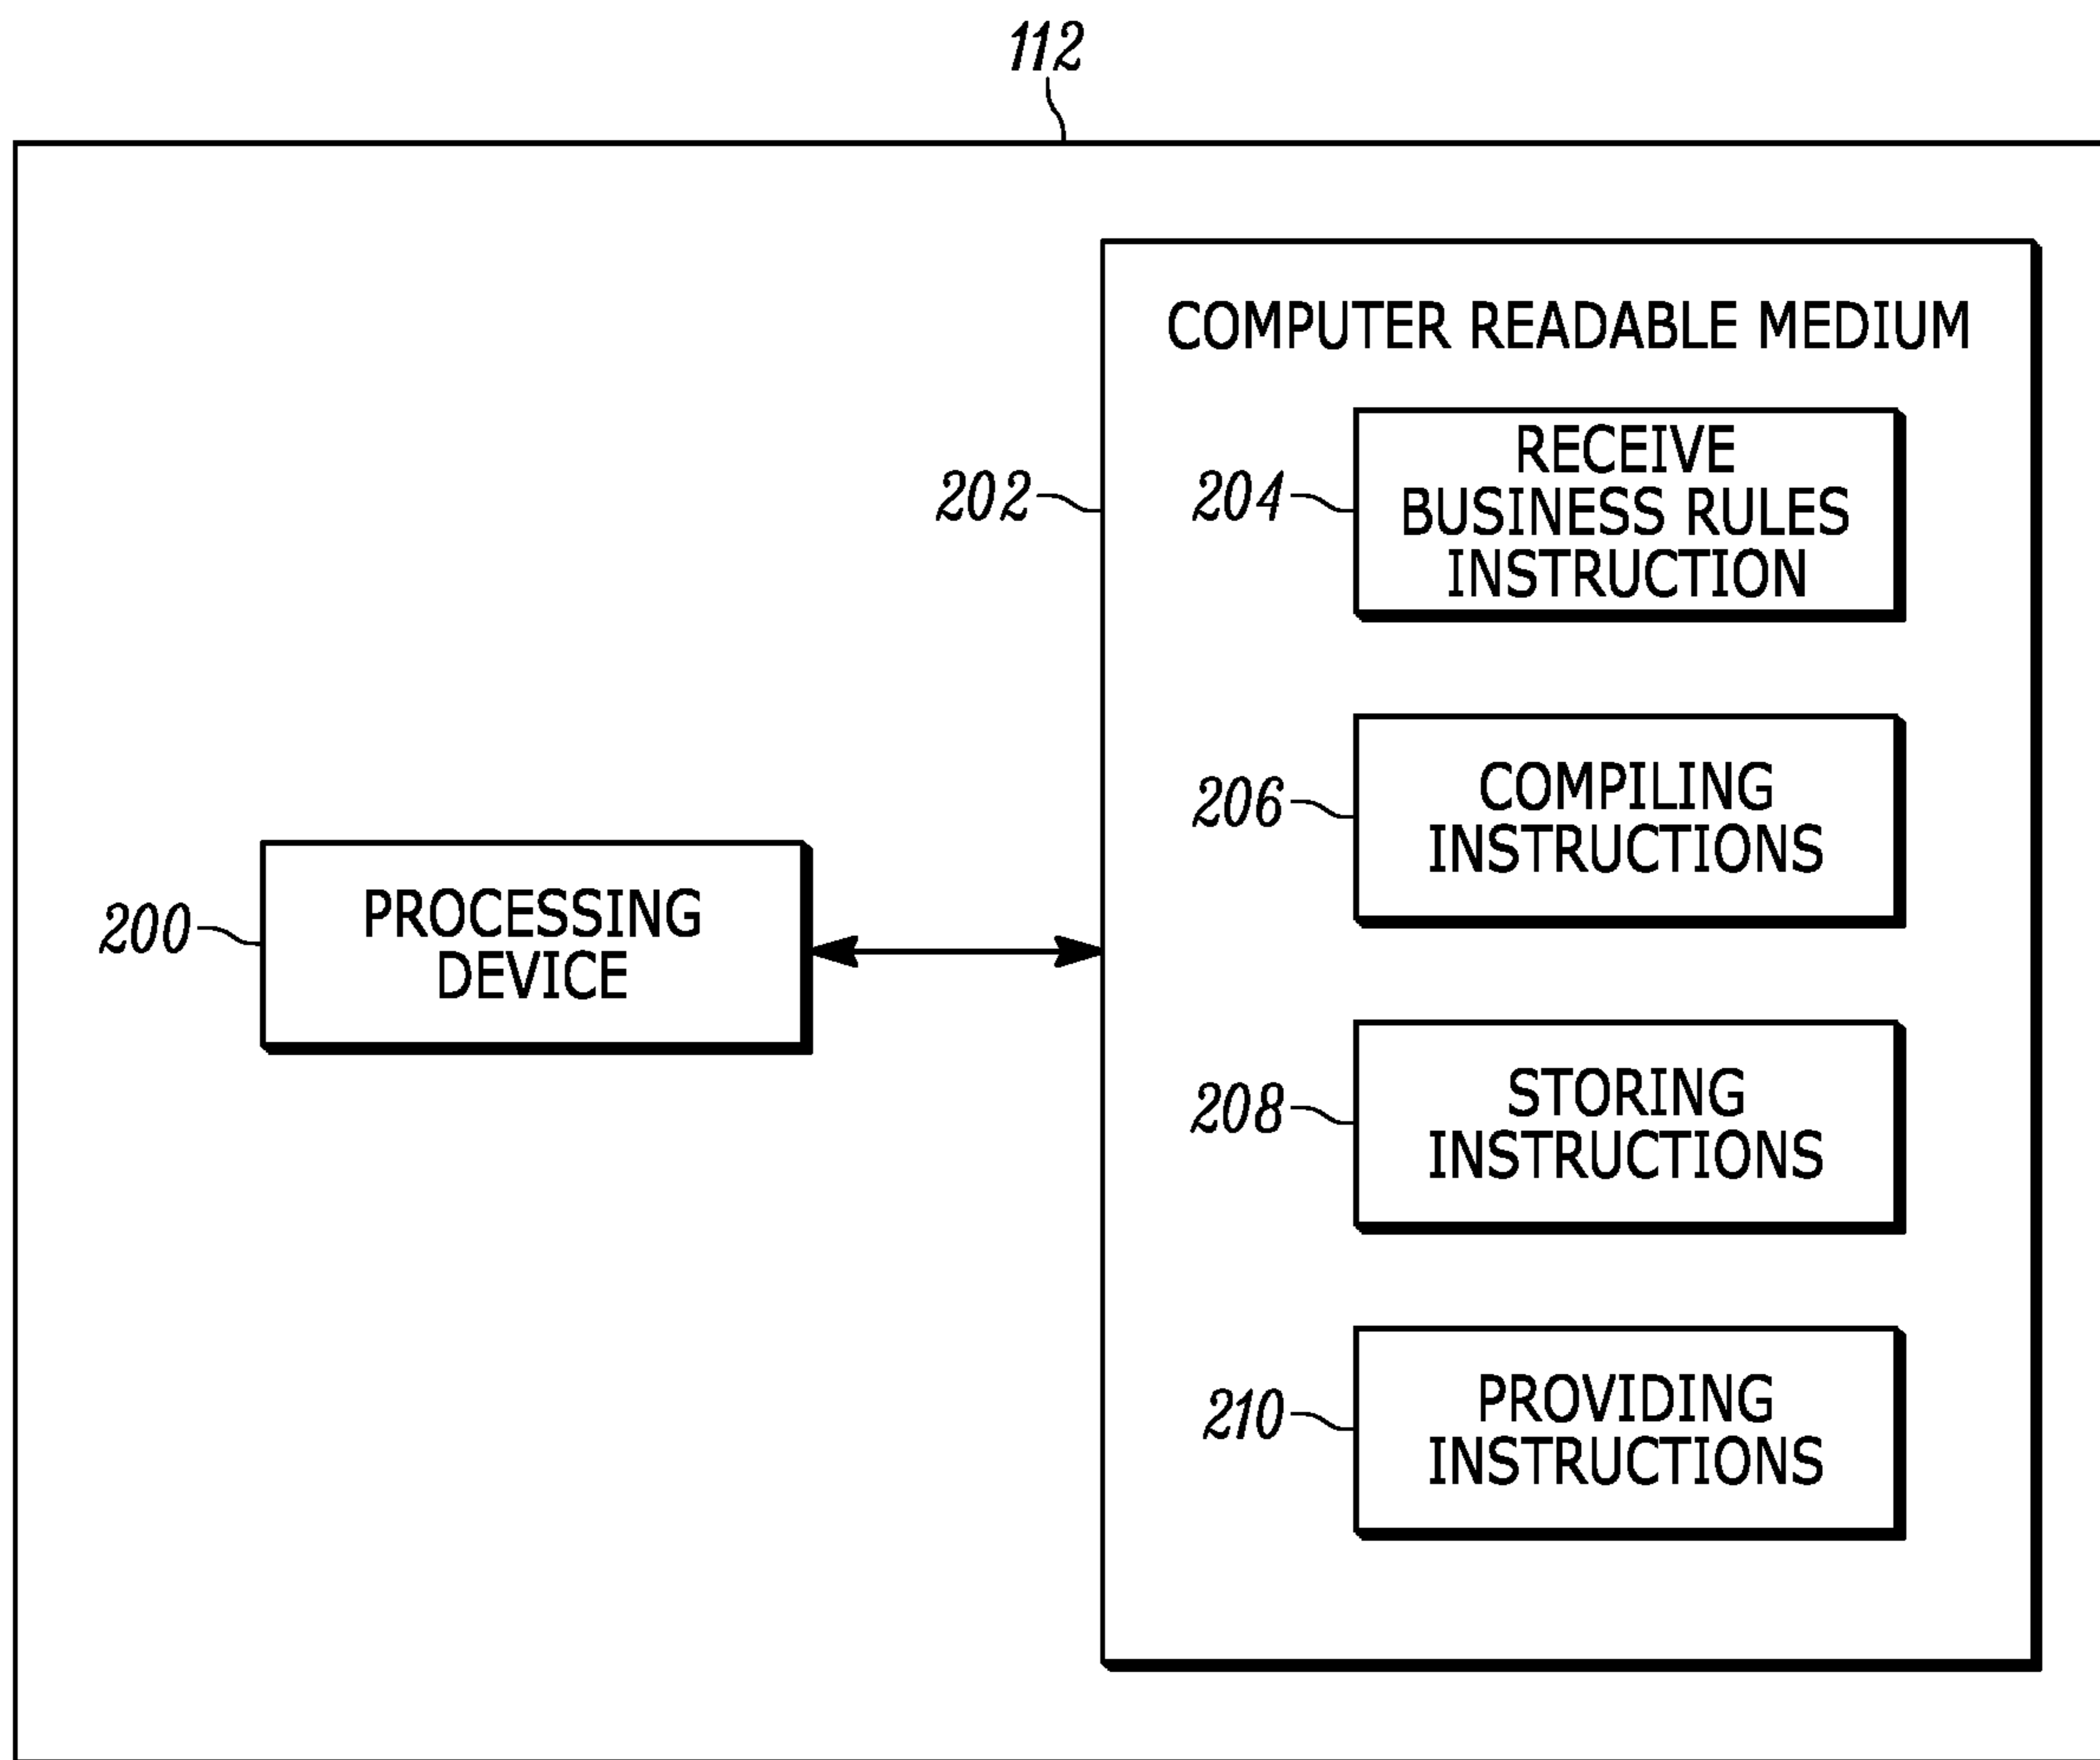 112
COMPUTER READABLE MEDIUM
202
204
RECEIVE
BUSINESS RULES
INSTRUCTION
206
COMPILING
INSTRUCTIONS
200
PROCESSING
DEVICE
208
STORING
INSTRUCTIONS
210
PROVIDING
INSTRUCTIONS